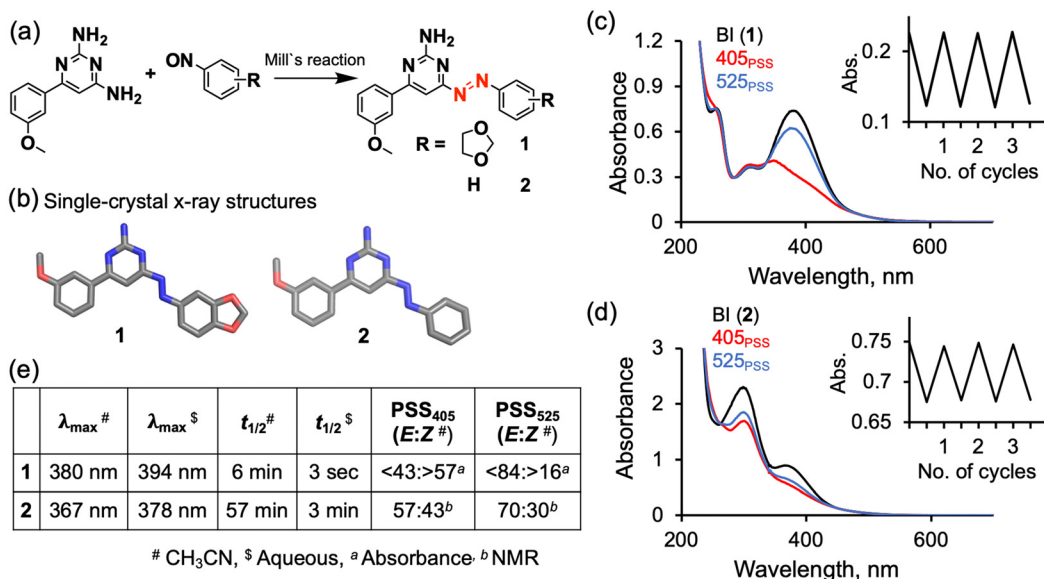 (a)
NH₂
N
N
NH₂
O
+
ON
R
Mill`s reaction
NH₂
N
N
N=N
O
R
R =
O
O
1
H
2
(b) Single-crystal x-ray structures
1
2
(c)
BI (1)
405PSS
525PSS
Absorbance
1.2
0.9
0.6
0.3
0
200
400
600
Wavelength, nm
Abs.
0.2
0.1
1
2
3
No. of cycles
(d)
BI (2)
405PSS
525PSS
Absorbance
3
2
1
0
200
400
600
Wavelength, nm
Abs.
0.75
0.7
0.65
1
2
3
No. of cycles
(e)
λmax # λmax $ t1/2# t1/2 $ PSS405 (E:Z #) PSS525 (E:Z #)
1 380 nm 394 nm 6 min 3 sec <43:>57ᵃ <84:>16ᵃ
2 367 nm 378 nm 57 min 3 min 57:43ᵇ 70:30ᵇ
# CH₃CN, $ Aqueous, ᵃ Absorbance, ᵇ NMR